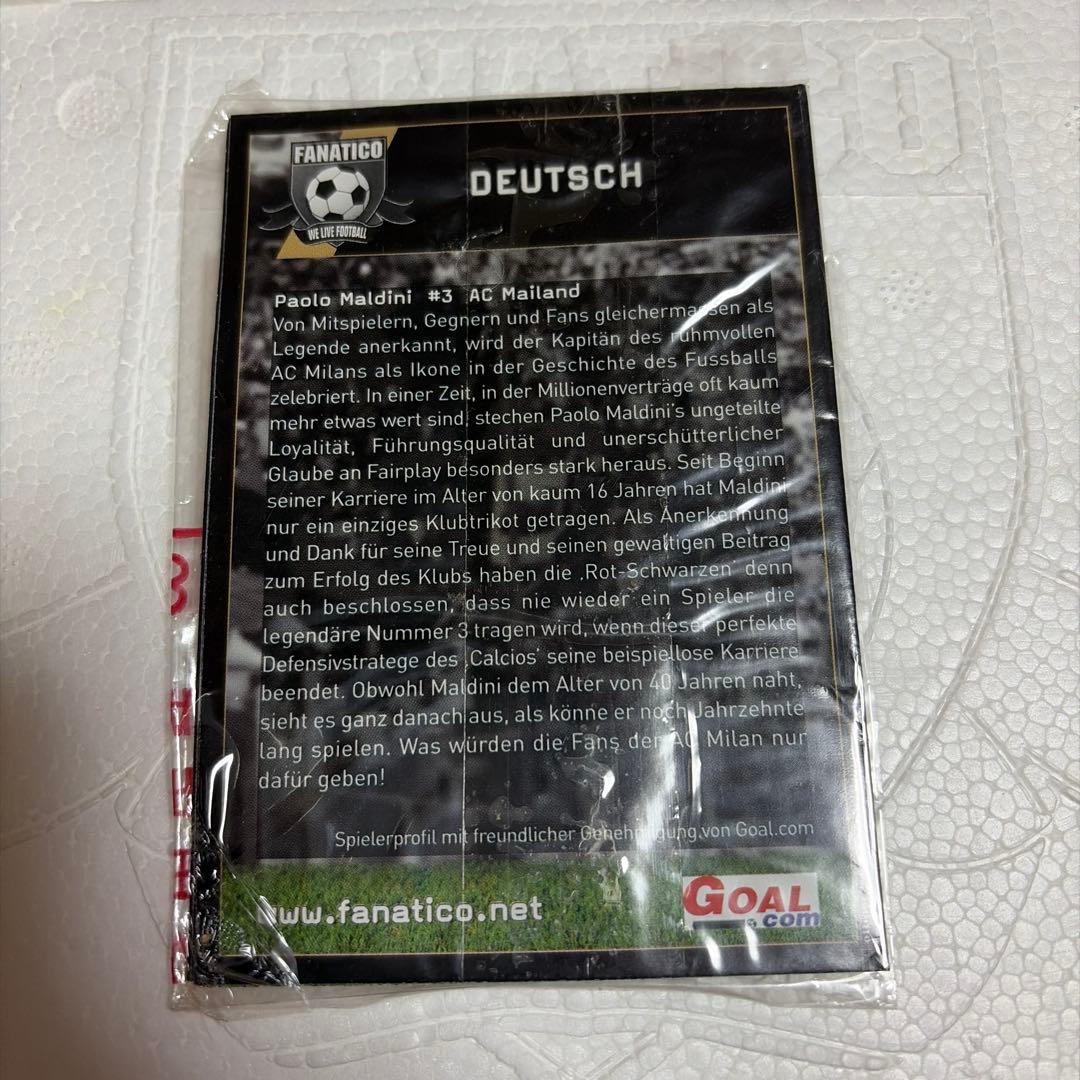 FANATICO
WE LIVE FOOTBALL
DEUTSCH
Paolo Maldini #3 AC Mailand
Von Mitspielern, Gegnern und Fans gleichermassen als
Legende anerkannt, wird der Kapitän des ruhmvollen
AC Milans als Ikone in der Geschichte des Fussballs
zelebriert. In einer Zeit, in der Millionenverträge oft kaum
mehr etwas wert sind, stechen Paolo Maldini's ungeteilte
Loyalität, Führungsqualität und unerschütterlicher
Glaube an Fairplay besonders stark heraus. Seit Beginn
seiner Karriere im Alter von kaum 16 Jahren hat Maldini
nur ein einziges Klubtrikot getragen. Als Anerkennung
und Dank für seine Treue und seinen gewaltigen Beitrag
zum Erfolg des Klubs haben die ‚Rot-Schwarzen' denn
auch beschlossen, dass nie wieder ein Spieler die
legendäre Nummer 3 tragen wird, wenn dieser perfekte
Defensivstratege des ‚Calcios' seine beispiellose Karriere
beendet. Obwohl Maldini dem Alter von 40 Jahren naht,
sieht es ganz danach aus, als könne er noch Jahrzehnte
lang spielen. Was würden die Fans der AC Milan nur
dafür geben!
Spielerprofil mit freundlicher Genehmigung von Goal.com
www.fanatico.net
GOAL
.com